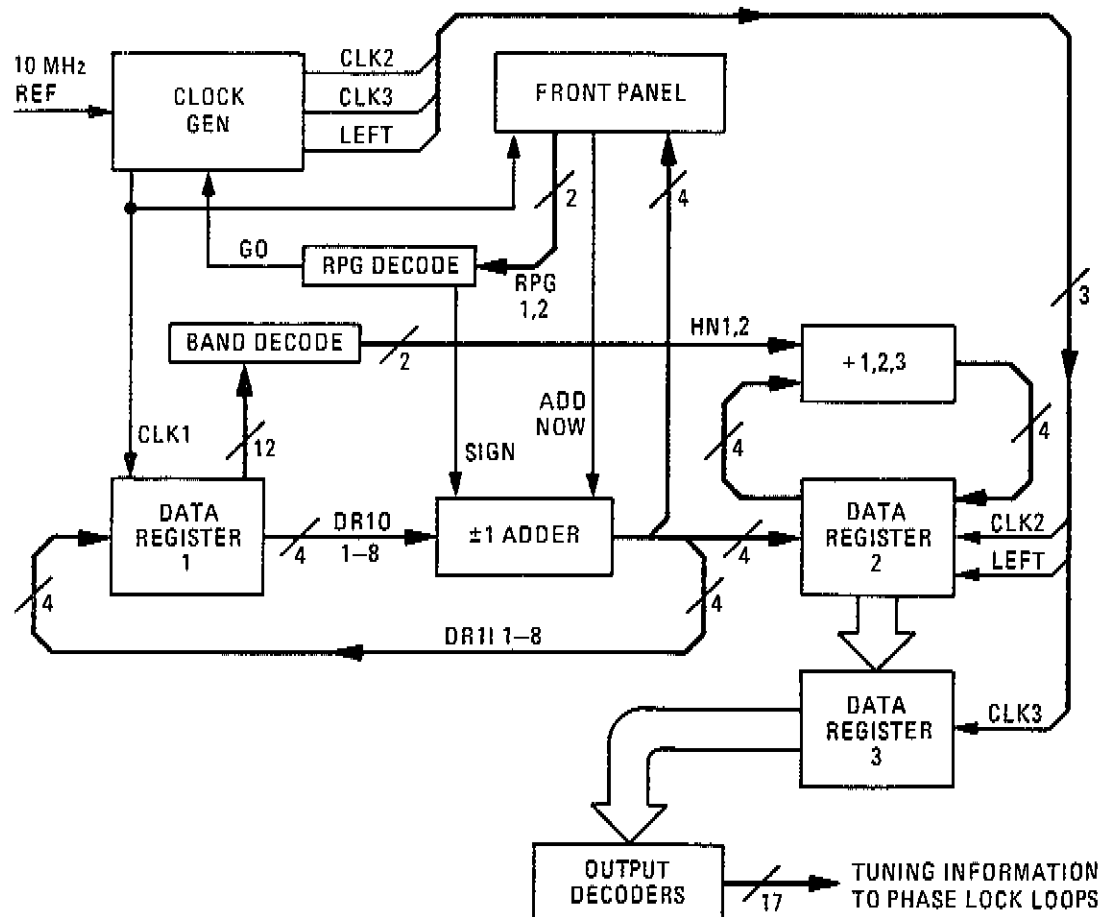 10 MHz
REF
CLOCK
GEN
CLK2
CLK3
LEFT
FRONT PANEL
2
4
GO
RPG DECODE
RPG
1,2
3
BAND DECODE
2
HN1,2
+1,2,3
ADD
NOW
CLK1
12
SIGN
4
4
DATA
REGISTER
1
4
DR10
1–8
±1 ADDER
4
DATA
REGISTER
2
CLK2
LEFT
4
4
DR1I 1–8
DATA
REGISTER
3
CLK3
OUTPUT
DECODERS
17
TUNING INFORMATION
TO PHASE LOCK LOOPS